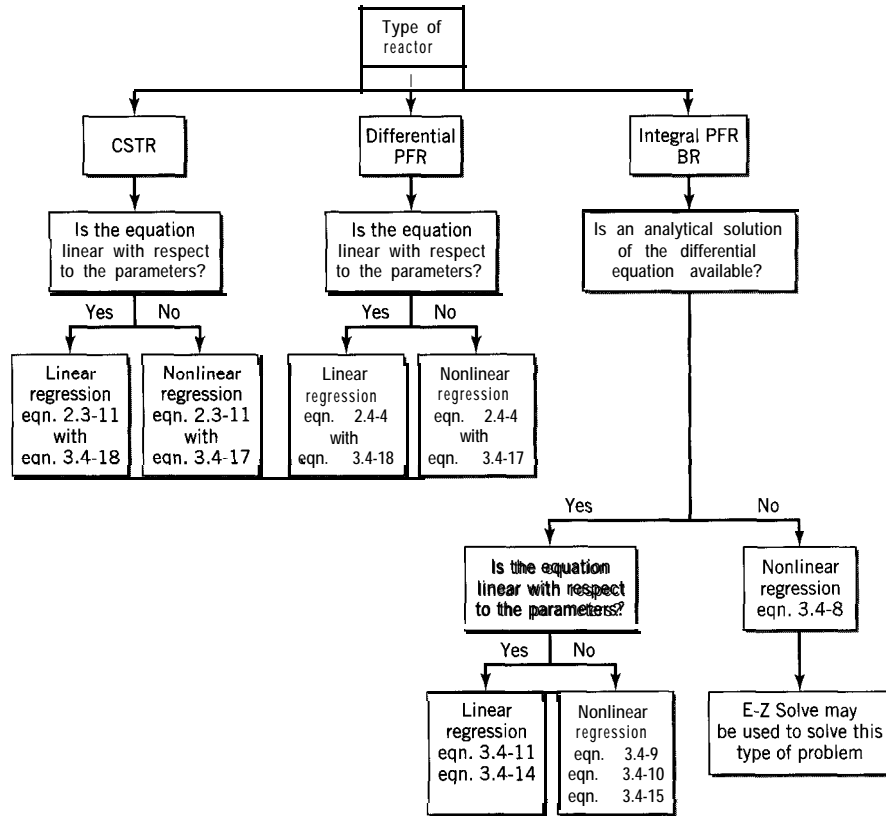 Type of
reactor
CSTR
Differential
PFR
Integral PFR
BR
Is the equation
linear with respect
to the parameters?
Is the equation
linear with respect
to the parameters?
Is an analytical solution
of the differential
equation available?
Yes No
Yes No
Linear
regression
eqn. 2.3-11
with
eqn. 3.4-18
Nonlinear
regression
eqn. 2.3-11
with
eqn. 3.4-17
Linear
regression
eqn. 2.4-4
with
eqn. 3.4-18
Nonlinear
regression
eqn. 2.4-4
with
eqn. 3.4-17
Yes No
Is the equation
linear with respect
to the parameters?
Nonlinear
regression
eqn. 3.4-8
Yes No
Linear
regression
eqn. 3.4-11
eqn. 3.4-14
Nonlinear
regression
eqn. 3.4-9
eqn. 3.4-10
eqn. 3.4-15
E-Z Solve may
be used to solve this
type of problem